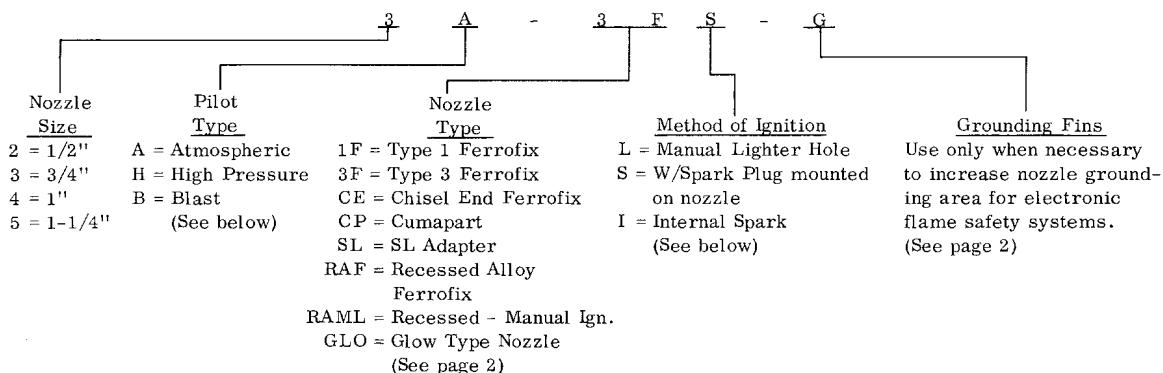 3 A - 3F S - G
Nozzle
Size
2 = 1/2"
3 = 3/4"
4 = 1"
5 = 1-1/4"
Pilot
Type
A = Atmospheric
H = High Pressure
B = Blast
(See below)
Nozzle
Type
1F = Type 1 Ferrofix
3F = Type 3 Ferrofix
CE = Chisel End Ferrofix
CP = Cumapart
SL = SL Adapter
RAF = Recessed Alloy
Ferrofix
RAML = Recessed - Manual Ign.
GLO = Glow Type Nozzle
(See page 2)
Method of Ignition
L = Manual Lighter Hole
S = W/Spark Plug mounted
on nozzle
I = Internal Spark
(See below)
Grounding Fins
Use only when necessary
to increase nozzle ground-
ing area for electronic
flame safety systems.
(See page 2)